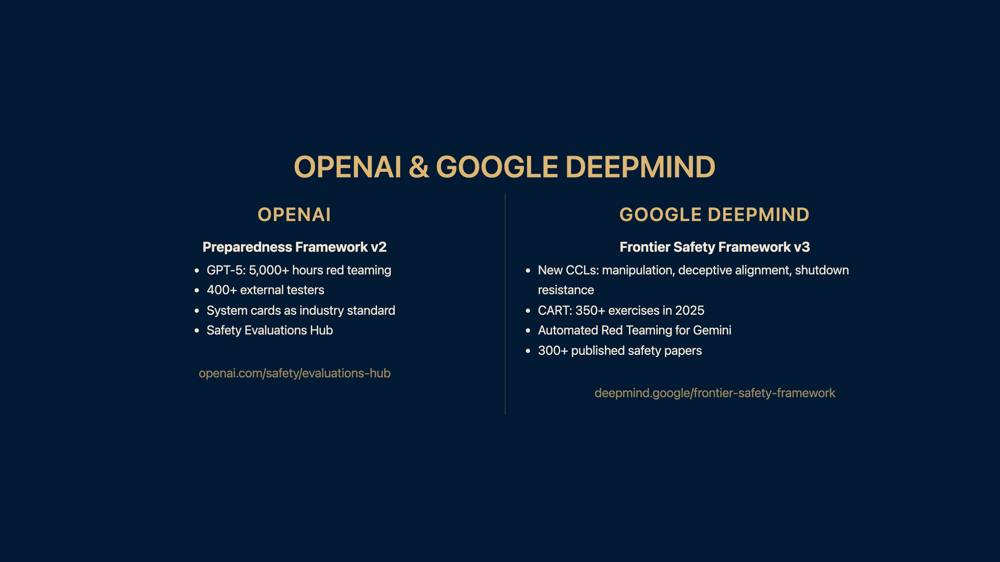 OPENAI & GOOGLE DEEPMIND
OPENAI
Preparedness Framework v2
• GPT-5: 5,000+ hours red teaming
• 400+ external testers
• System cards as industry standard
• Safety Evaluations Hub
openai.com/safety/evaluations-hub
GOOGLE DEEPMIND
Frontier Safety Framework v3
• New CCLs: manipulation, deceptive alignment, shutdown
resistance
• CART: 350+ exercises in 2025
• Automated Red Teaming for Gemini
• 300+ published safety papers
deepmind.google/frontier-safety-framework